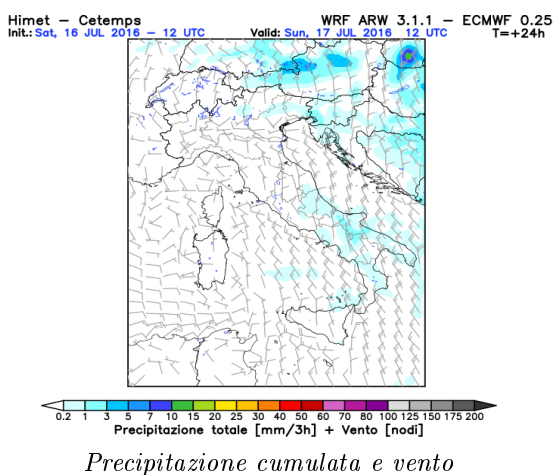 Himet – Cetemps WRF ARW 3.1.1 – ECMWF 0.25
Init.: Sat, 16 JUL 2016 – 12 UTC Valid: Sun, 17 JUL 2016 12 UTC T=+24h
0.2 1 3 5 7 10 15 20 25 30 40 50 60 70 80 100 125 150 175 200
Precipitazione totale [mm/3h] + Vento [nodi]
Precipitazione cumulata e vento